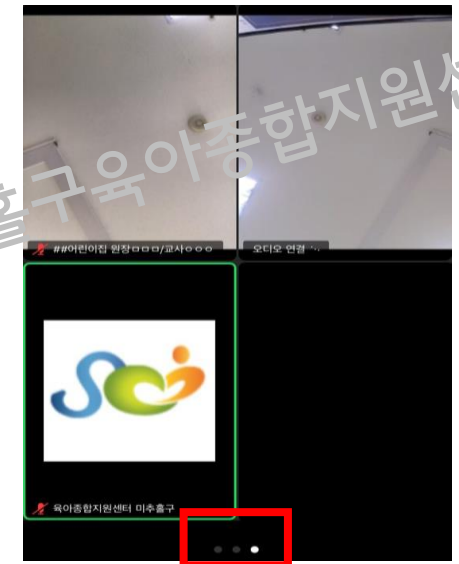 홀구육아종합지원센
##어린이집 원장ㅁㅁㅁ/교사ㅇㅇㅇ
오디오 연결 ·.
육아종합지원센터 미추홀구